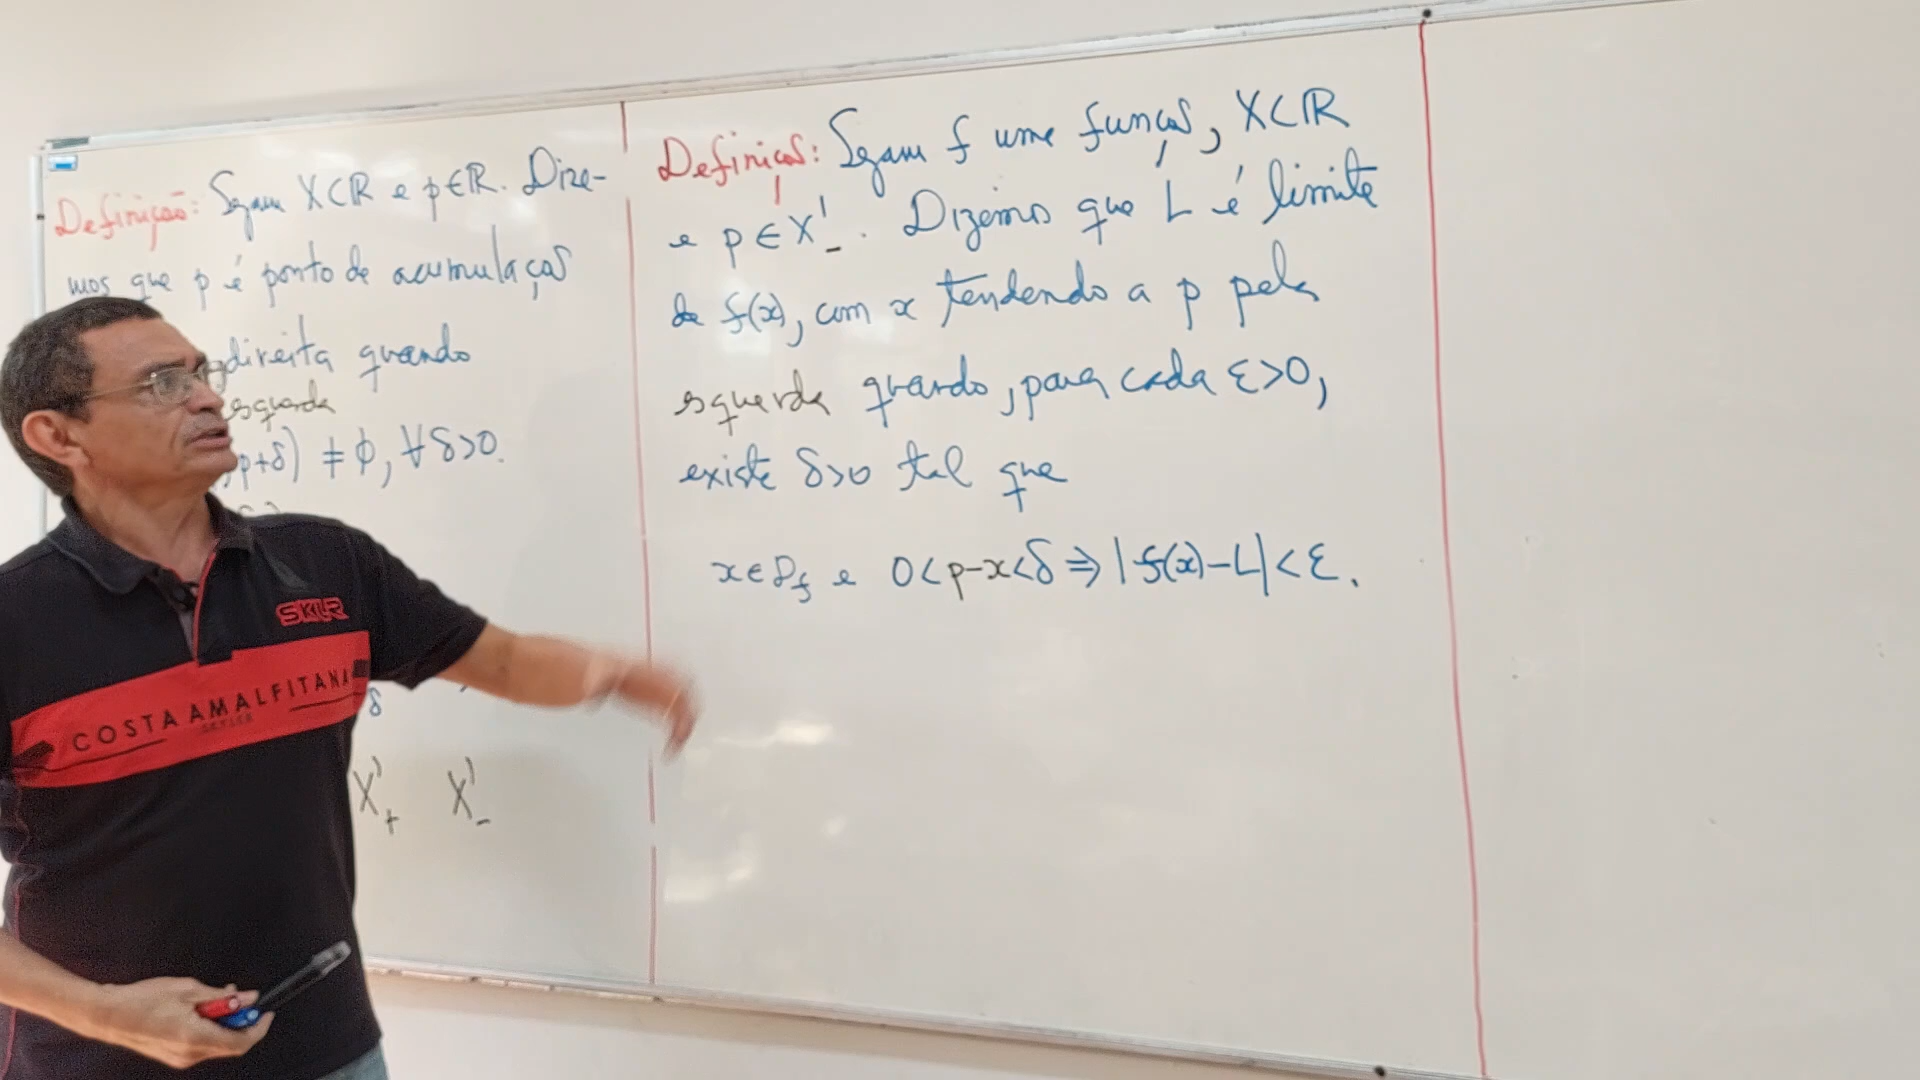 Definição: Sejam X⊂ℝ e p∈ℝ. Dize-
mos que p é ponto de acumulação
direita quando
esquerda
p+δ) ≠ ϕ, ∀δ>0.
δ
X'₊ X'₋
Definição: Sejam f uma função, X⊂ℝ
e p∈X'₋. Dizemos que L é limite
de f(x), com x tendendo a p pela
esquerda quando, para cada ε>0,
existe δ>0 tal que
x∈D_f e 0<p-x<δ ⇒ |f(x)-L|<ε.
SKLR
COSTA AMALFITANA